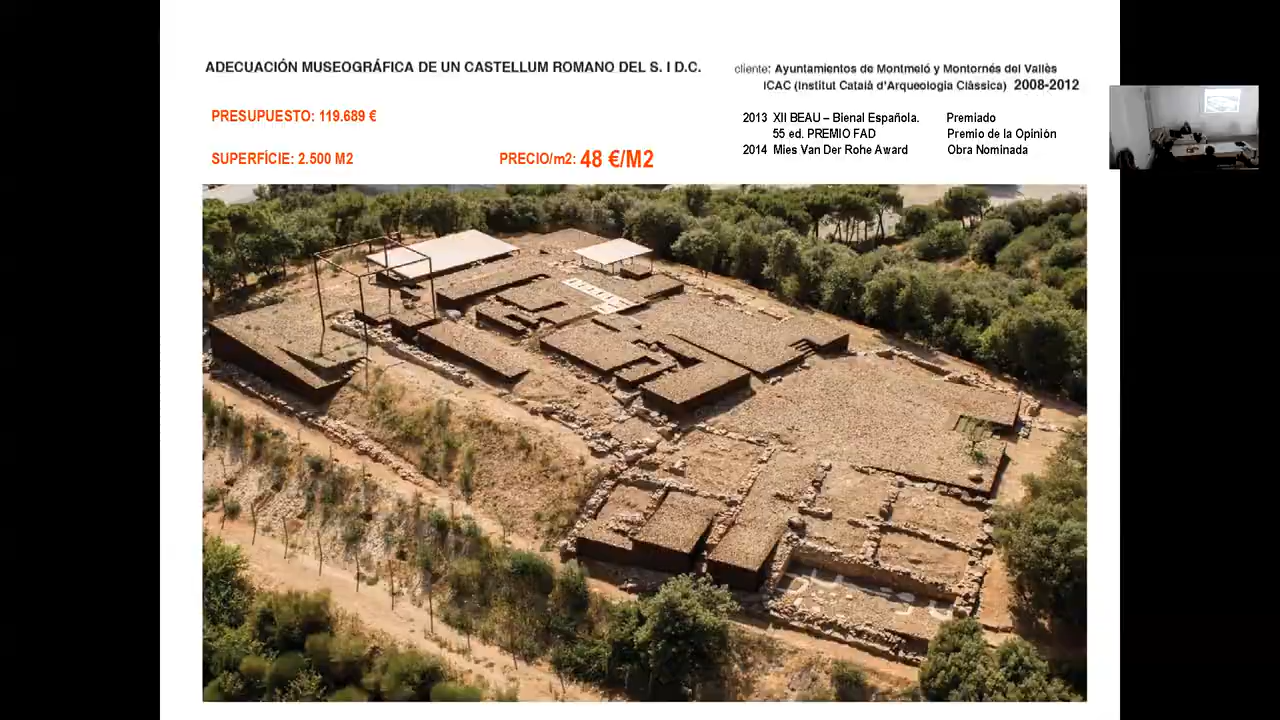 ADECUACIÓN MUSEOGRÁFICA DE UN CASTELLUM ROMANO DEL S. I D.C.
cliente: Ayuntamientos de Montmeló y Montornés del Vallès
ICAC (Institut Català d'Arqueologia Clàssica) 2008-2012
PRESUPUESTO: 119.689 €
SUPERFÍCIE: 2.500 M2
PRECIO/m2: 48 €/M2
2013 XII BEAU – Bienal Española. Premiado
55 ed. PREMIO FAD Premio de la Opinión
2014 Mies Van Der Rohe Award Obra Nominada